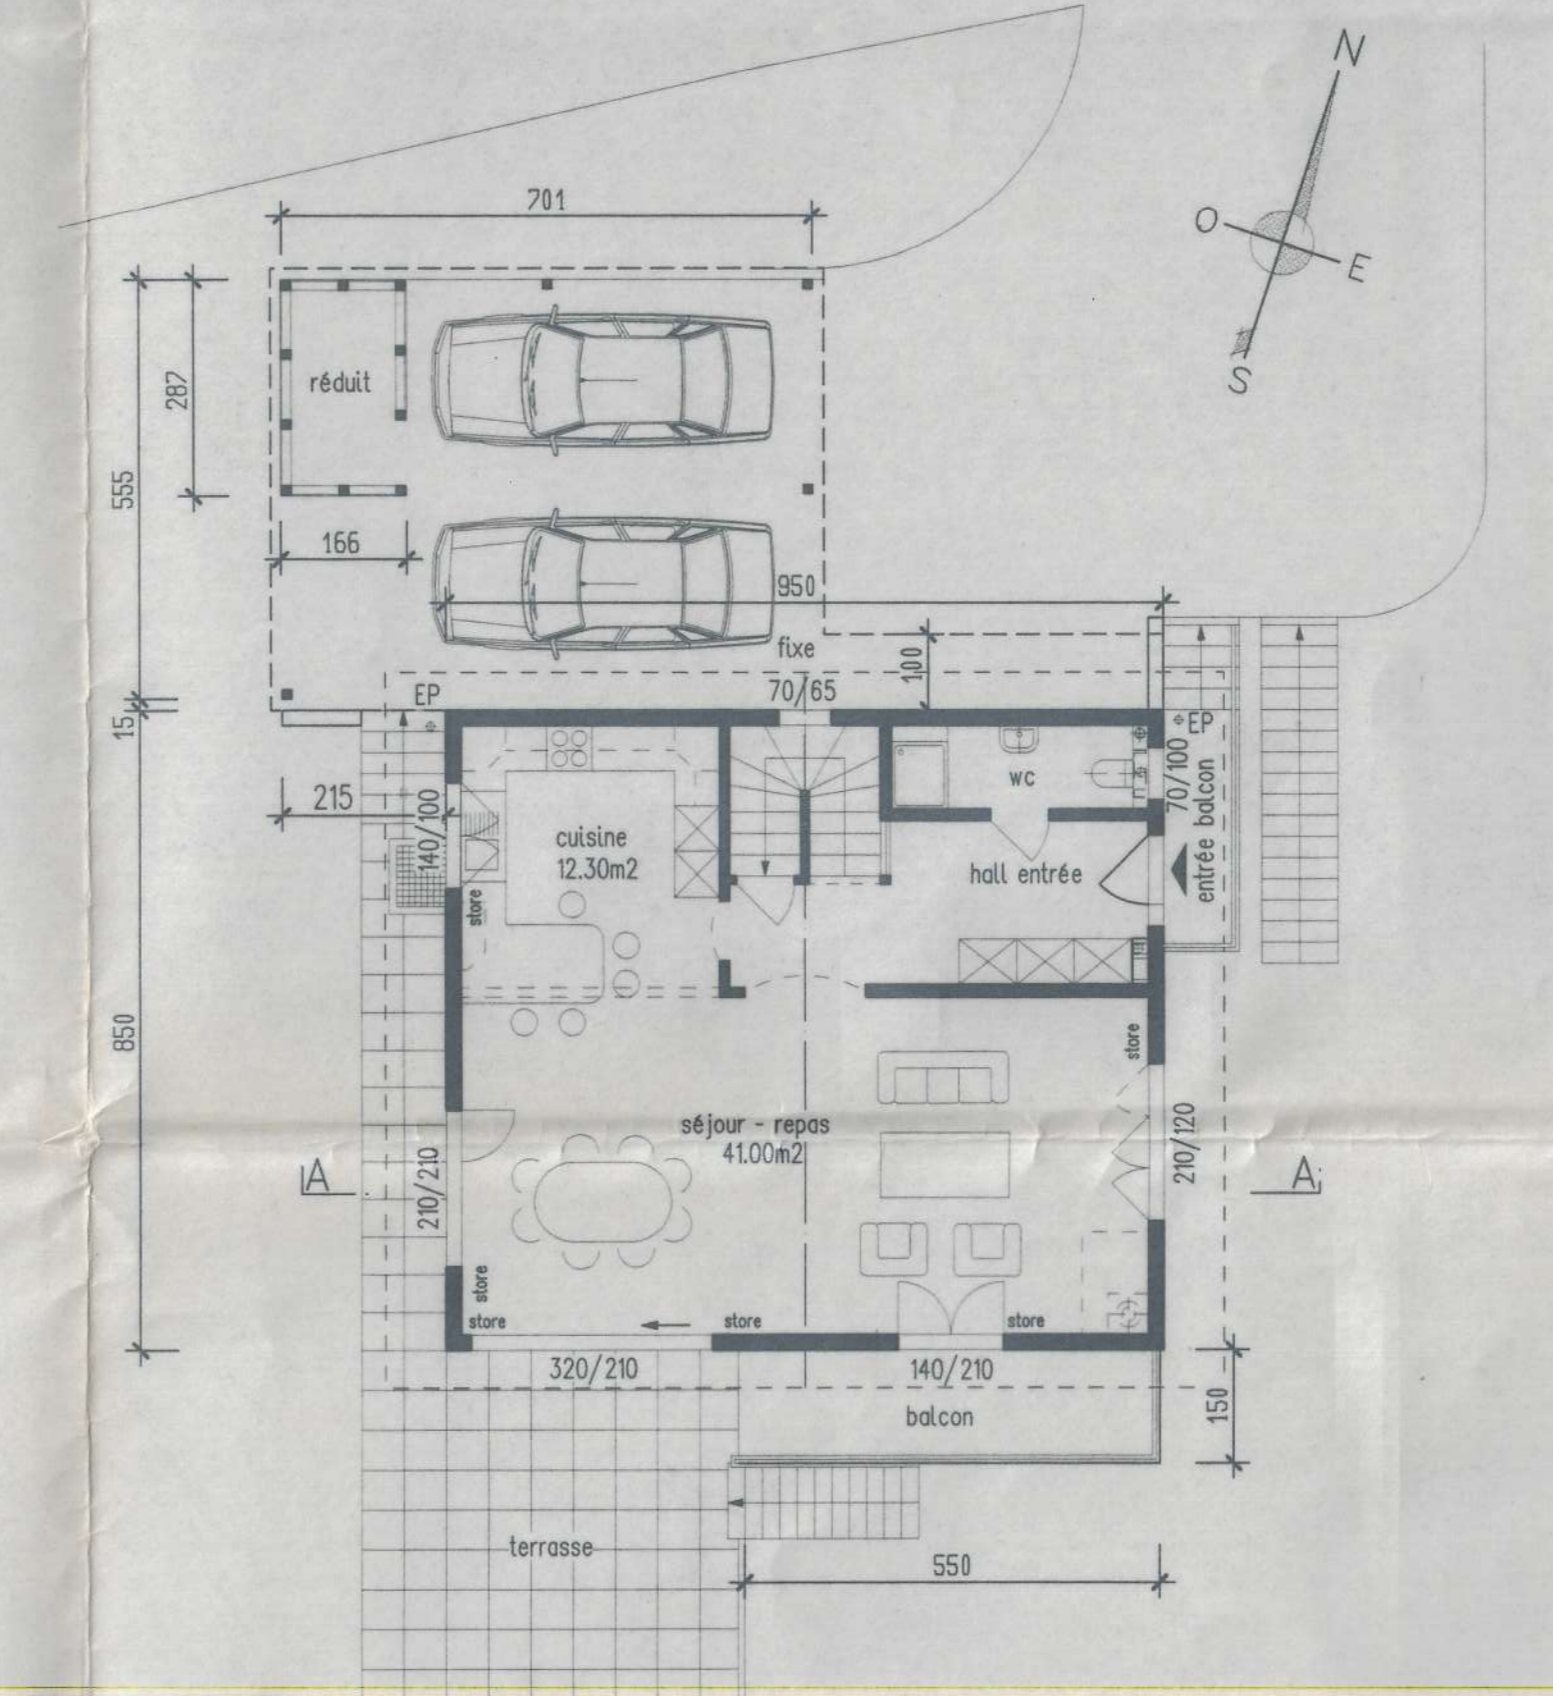 N
O
E
S
701
réduit
287
555
166
950
fixe
100
EP
70/65
15
EP
215
140/100
cuisine
12.30m2
wc
70/100
entrée balcon
hall entrée
store
850
store
séjour - repas
41.00m2
210/120
A
210/210
A
store
store
store
store
320/210
140/210
balcon
150
terrasse
550